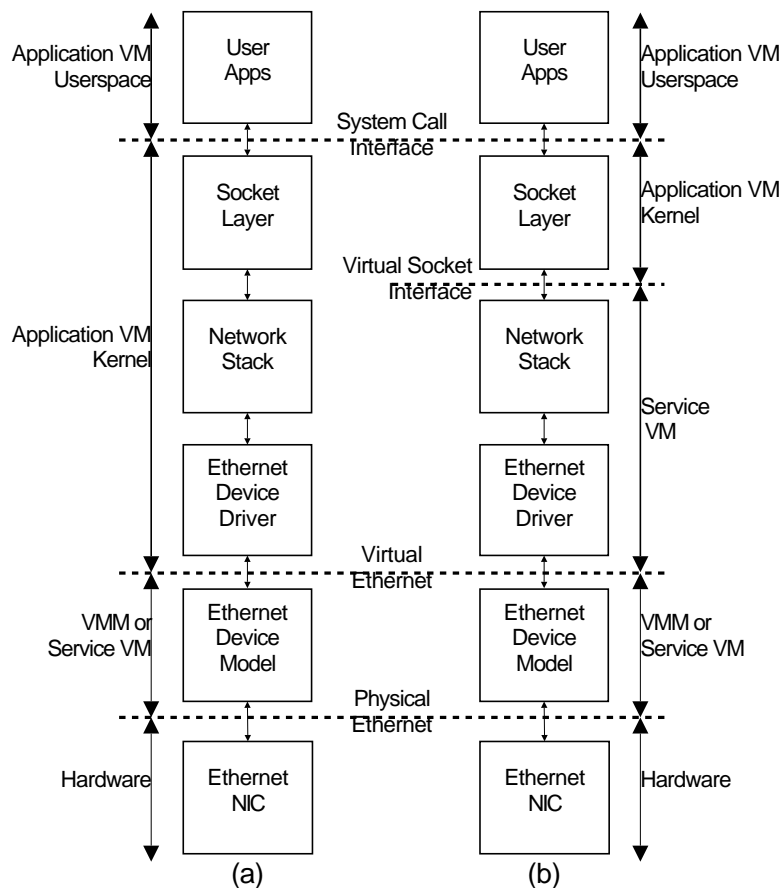 Application VM
Userspace
User
Apps
User
Apps
Application VM
Userspace
System Call
Interface
Socket
Layer
Socket
Layer
Application VM
Kernel
Virtual Socket
Interface
Application VM
Kernel
Network
Stack
Network
Stack
Service
VM
Ethernet
Device
Driver
Ethernet
Device
Driver
Virtual
Ethernet
VMM or
Service VM
Ethernet
Device
Model
Ethernet
Device
Model
VMM or
Service VM
Physical
Ethernet
Hardware
Ethernet
NIC
Ethernet
NIC
Hardware
(a)
(b)